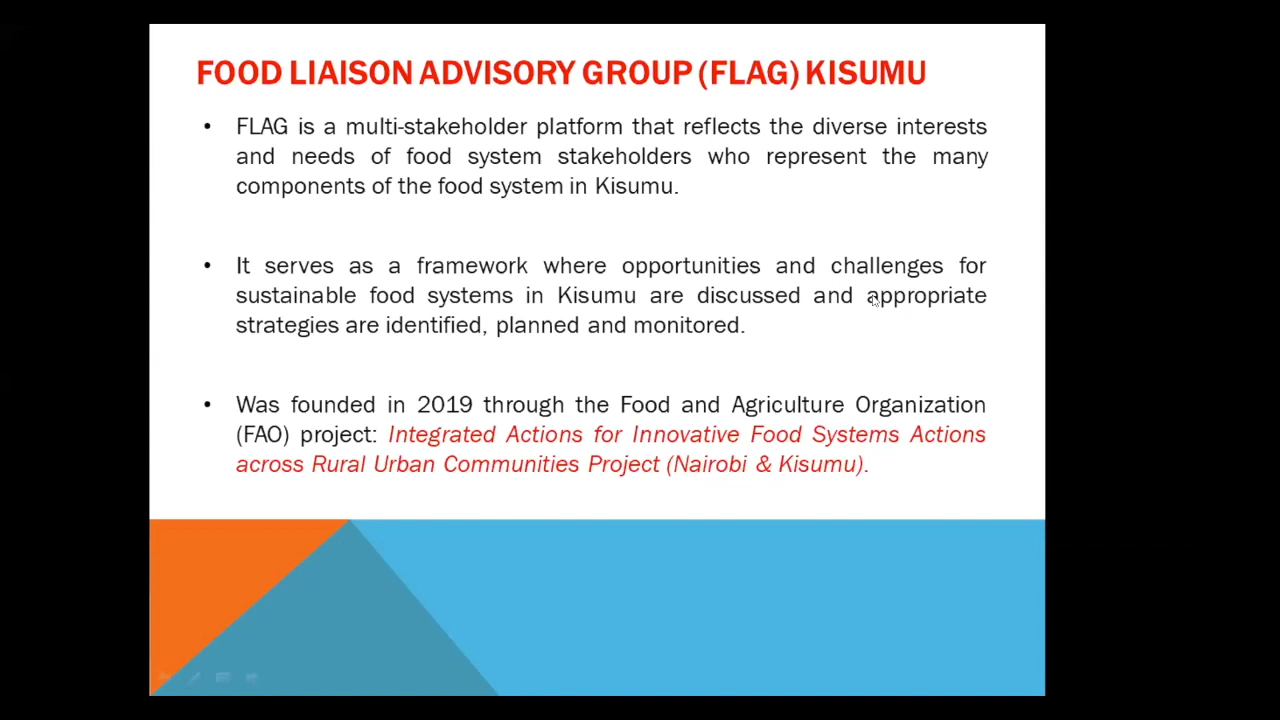 FOOD LIAISON ADVISORY GROUP (FLAG) KISUMU
• FLAG is a multi-stakeholder platform that reflects the diverse interests
and needs of food system stakeholders who represent the many
components of the food system in Kisumu.
• It serves as a framework where opportunities and challenges for
sustainable food systems in Kisumu are discussed and appropriate
strategies are identified, planned and monitored.
• Was founded in 2019 through the Food and Agriculture Organization
(FAO) project: Integrated Actions for Innovative Food Systems Actions
across Rural Urban Communities Project (Nairobi & Kisumu).